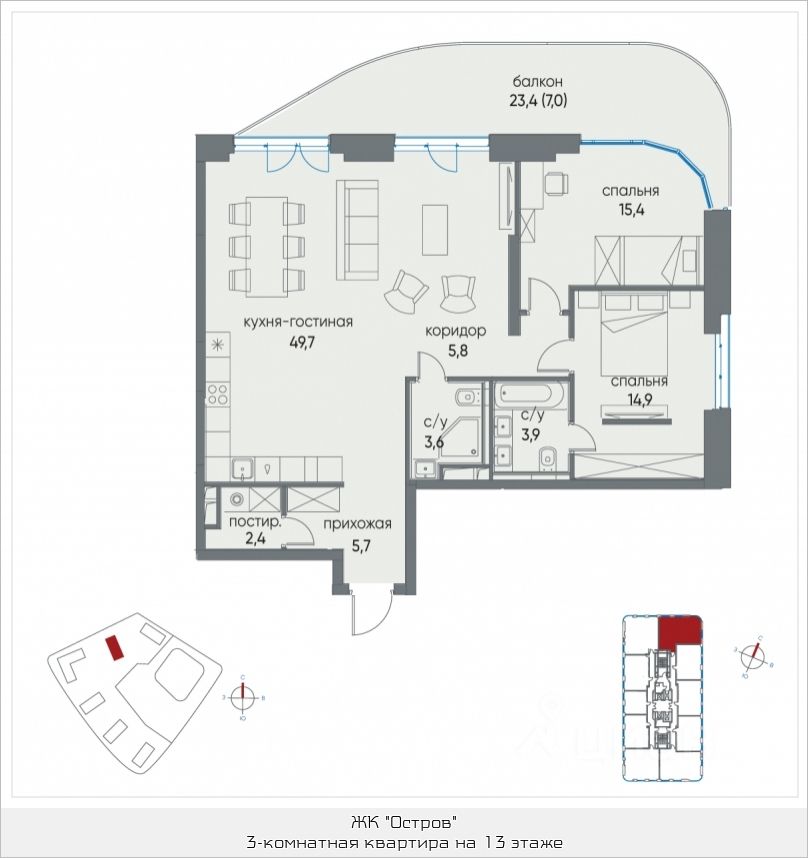 балкон
23,4 (7,0)
спальня
15,4
кухня-гостиная
49,7
коридор
5,8
спальня
14,9
с/у
3,6
с/у
3,9
постир.
2,4
прихожая
5,7
С
З В
Ю
С
З В
Ю
ЖК "Остров"
3-комнатная квартира на 13 этаже